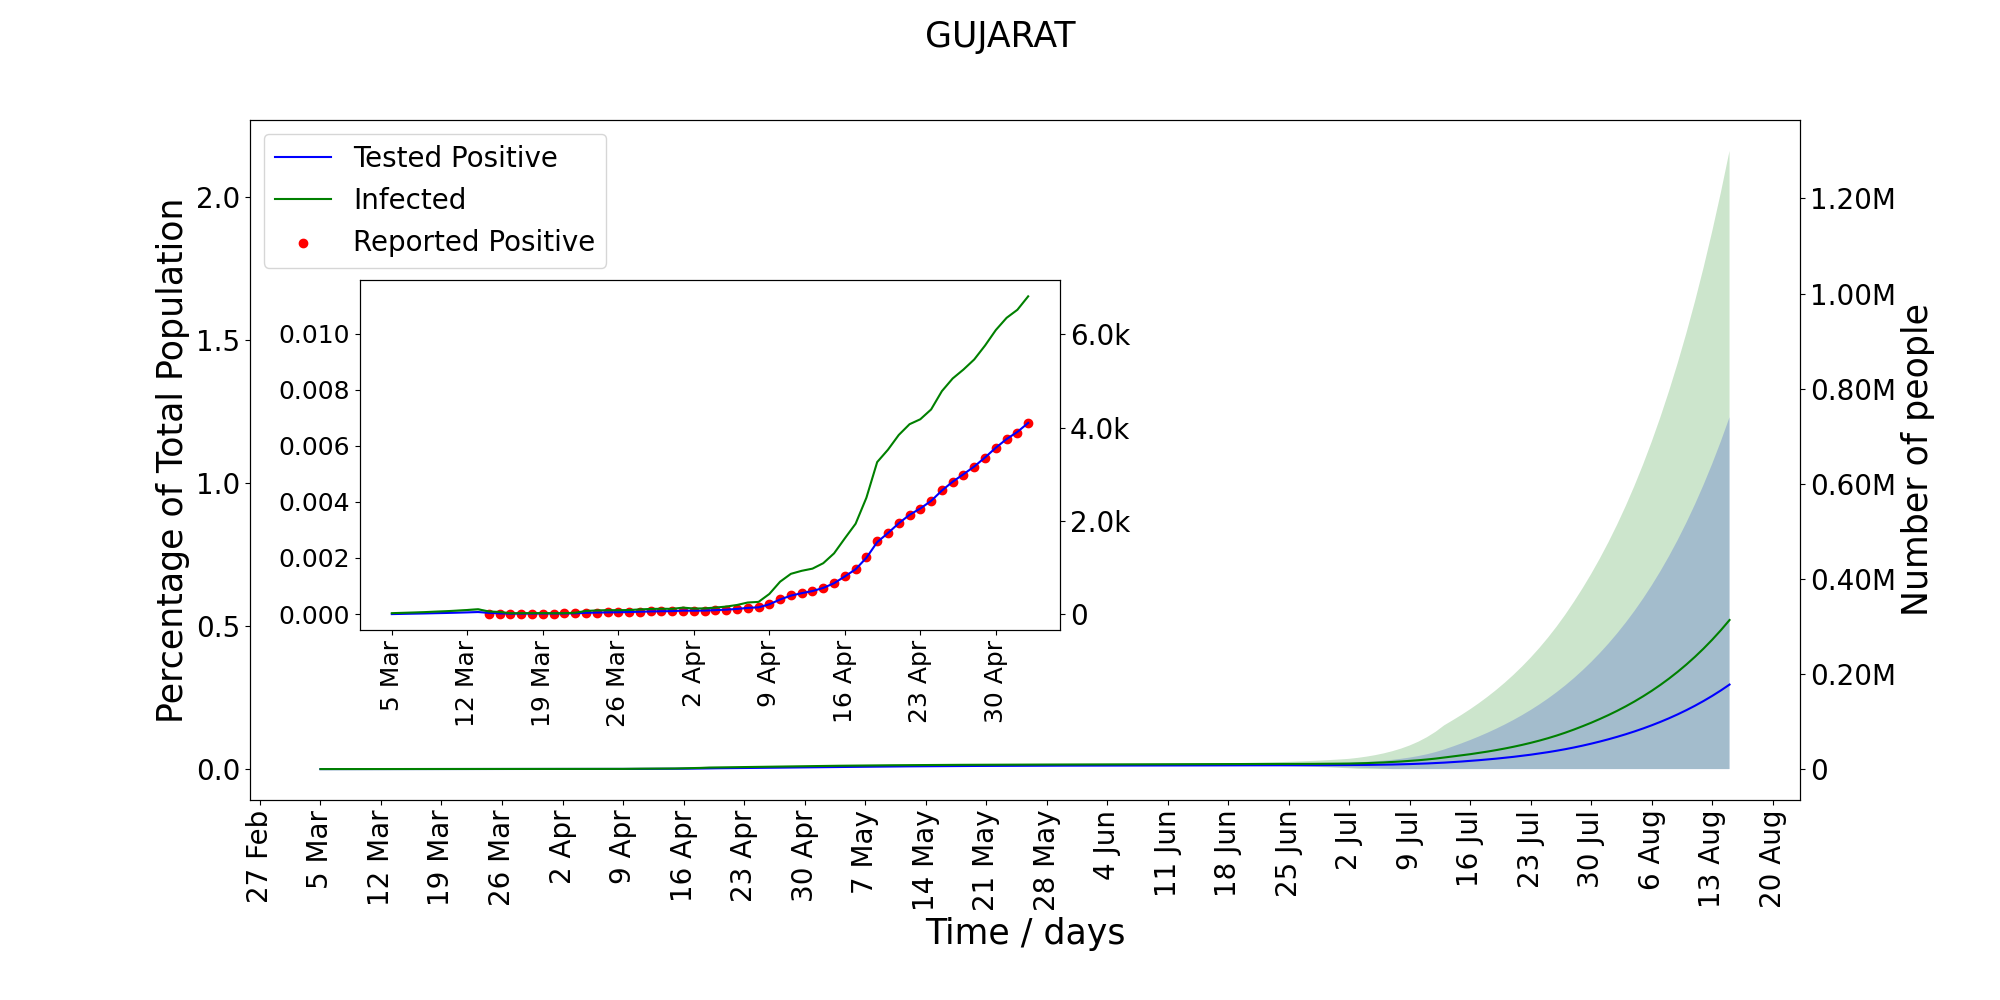 GUJARAT
Tested Positive
Infected
Reported Positive
Percentage of Total Population
2.0
1.5
1.0
0.5
0.0
1.20M
1.00M
0.80M
0.60M
0.40M
0.20M
0
Number of people
0.010
0.008
0.006
0.004
0.002
0.000
6.0k
4.0k
2.0k
0
5 Mar
12 Mar
19 Mar
26 Mar
2 Apr
9 Apr
16 Apr
23 Apr
30 Apr
27 Feb
5 Mar
12 Mar
19 Mar
26 Mar
2 Apr
9 Apr
16 Apr
23 Apr
30 Apr
7 May
14 May
21 May
28 May
4 Jun
11 Jun
18 Jun
25 Jun
2 Jul
9 Jul
16 Jul
23 Jul
30 Jul
6 Aug
13 Aug
20 Aug
Time / days